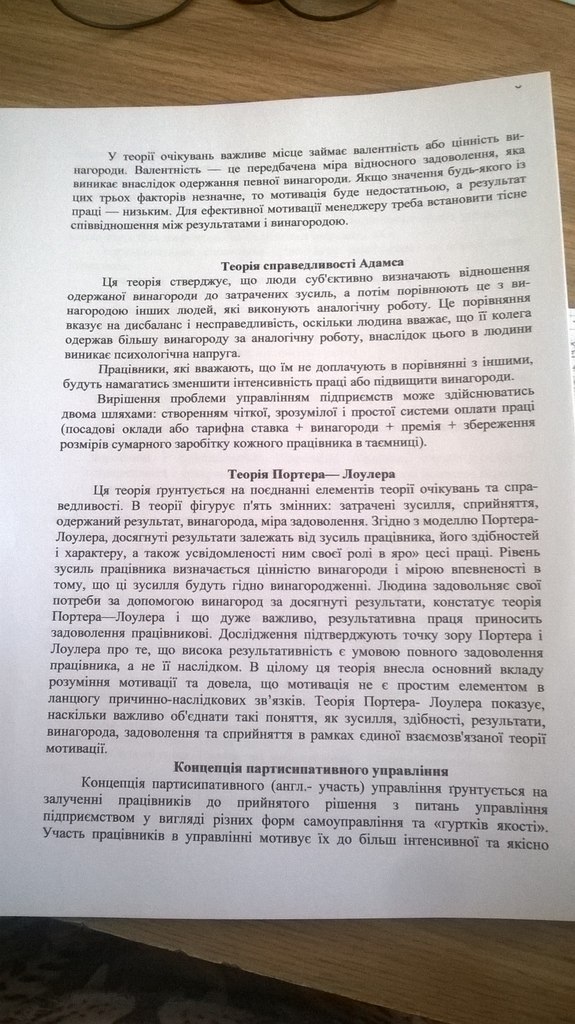 У теорії очікувань важливе місце займає валентність або цінність ви-
нагороди. Валентність — це передбачена міра відносного задоволення, яка
виникає внаслідок одержання певної винагороди. Якщо значення будь-якого із
цих трьох факторів незначне, то мотивація буде недостатньою, а результат
праці — низьким. Для ефективної мотивації менеджеру треба встановити тісне
співвідношення між результатами і винагородою.
Теорія справедливості Адамса
Ця теорія стверджує, що люди суб'єктивно визначають відношення
одержаної винагороди до затрачених зусиль, а потім порівнюють це з ви-
нагородою інших людей, які виконують аналогічну роботу. Це порівняння
вказує на дисбаланс і несправедливість, оскільки людина вважає, що її колега
одержав більшу винагороду за аналогічну роботу, внаслідок цього в людини
виникає психологічна напруга.
Працівники, які вважають, що їм не доплачують в порівнянні з іншими,
будуть намагатись зменшити інтенсивність праці або підвищити винагороди.
Вирішення проблеми управлінням підприємств може здійснюватись
двома шляхами: створенням чіткої, зрозумілої і простої системи оплати праці
(посадові оклади або тарифна ставка + винагороди + премія + збереження
розмірів сумарного заробітку кожного працівника в таємниці).
Теорія Портера— Лоулера
Ця теорія ґрунтується на поєднанні елементів теорії очікувань та спра-
ведливості. В теорії фігурує п'ять змінних: затрачені зусилля, сприйняття,
одержаний результат, винагорода, міра задоволення. Згідно з моделлю Портера-
Лоулера, досягнуті результати залежать від зусиль працівника, його здібностей
і характеру, а також усвідомленості ним своєї ролі в яро» цесі праці. Рівень
зусиль працівника визначається цінністю винагороди і мірою впевненості в
тому, що ці зусилля будуть гідно винагородженні. Людина задовольняє свої
потреби за допомогою винагород за досягнуті результати, констатує теорія
Портера—Лоулера і що дуже важливо, результативна праця приносить
задоволення працівникові. Дослідження підтверджують точку зору Портера і
Лоулера про те, що висока результативність є умовою повного задоволення
працівника, а не її наслідком. В цілому ця теорія внесла основний вкладу
розуміння мотивації та довела, що мотивація не є простим елементом в
ланцюгу причинно-наслідкових зв’язків. Теорія Портера- Лоулера показує,
наскільки важливо об'єднати такі поняття, як зусилля, здібності, результати,
винагорода, задоволення та сприйняття в рамках єдиної взаємозв'язаної теорії
мотивації.
Концепція партисипативного управління
Концепція партисипативного (англ.- участь) управління ґрунтується на
залученні працівників до прийнятого рішення з питань управління
підприємством у вигляді різних форм самоуправління та «гуртків якості».
Участь працівників в управлінні мотивує їх до більш інтенсивної та якісно